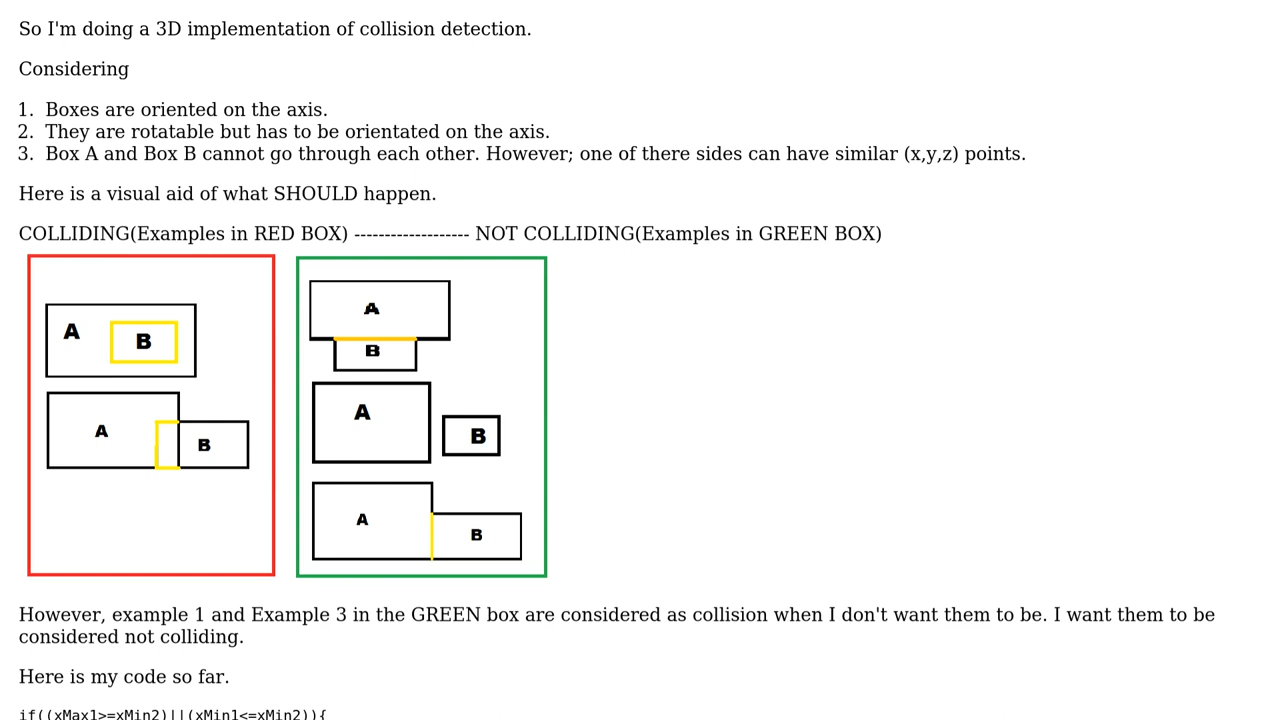 So I'm doing a 3D implementation of collision detection.
Considering
1. Boxes are oriented on the axis.
2. They are rotatable but has to be orientated on the axis.
3. Box A and Box B cannot go through each other. However; one of there sides can have similar (x,y,z) points.
Here is a visual aid of what SHOULD happen.
COLLIDING(Examples in RED BOX) ------------------- NOT COLLIDING(Examples in GREEN BOX)
A
B
A
B
A
B
A
B
A
B
However, example 1 and Example 3 in the GREEN box are considered as collision when I don't want them to be. I want them to be
considered not colliding.
Here is my code so far.
if((xMax1>=xMin2)||(xMin1<=xMin2)){